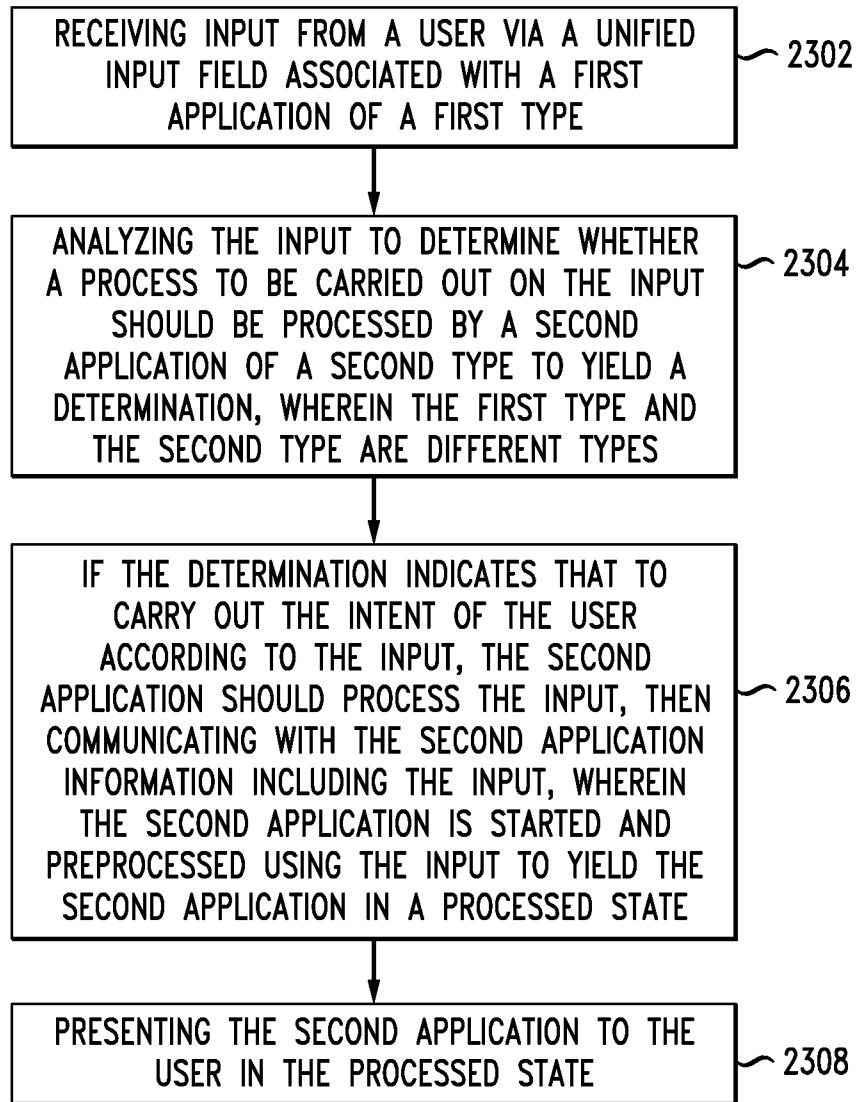 RECEIVING INPUT FROM A USER VIA A UNIFIED
INPUT FIELD ASSOCIATED WITH A FIRST
APPLICATION OF A FIRST TYPE
2302
ANALYZING THE INPUT TO DETERMINE WHETHER
A PROCESS TO BE CARRIED OUT ON THE INPUT
SHOULD BE PROCESSED BY A SECOND
APPLICATION OF A SECOND TYPE TO YIELD A
DETERMINATION, WHEREIN THE FIRST TYPE AND
THE SECOND TYPE ARE DIFFERENT TYPES
2304
IF THE DETERMINATION INDICATES THAT TO
CARRY OUT THE INTENT OF THE USER
ACCORDING TO THE INPUT, THE SECOND
APPLICATION SHOULD PROCESS THE INPUT, THEN
COMMUNICATING WITH THE SECOND APPLICATION
INFORMATION INCLUDING THE INPUT, WHEREIN
THE SECOND APPLICATION IS STARTED AND
PREPROCESSED USING THE INPUT TO YIELD THE
SECOND APPLICATION IN A PROCESSED STATE
2306
PRESENTING THE SECOND APPLICATION TO THE
USER IN THE PROCESSED STATE
2308